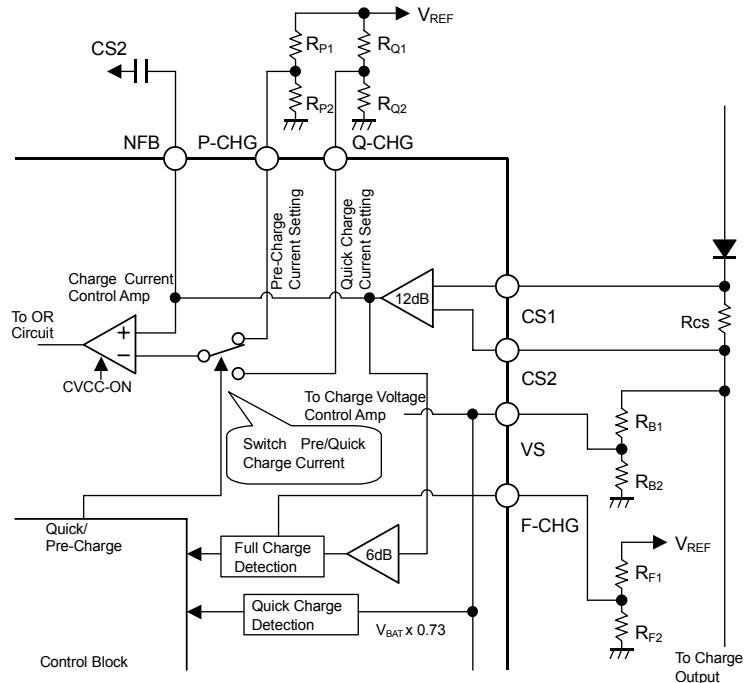 VREF
RP1
RQ1
CS2
RP2
RQ2
NFB
P-CHG
Q-CHG
Pre-Charge
Current Setting
Quick Charge
Current Setting
Charge Current
Control Amp
12dB
CS1
Rcs
To OR
Circuit
+
−
CVCC-ON
CS2
To Charge Voltage
Control Amp
RB1
Switch Pre/Quick
Charge Current
VS
RB2
Quick/
Pre-Charge
F-CHG
Full Charge
Detection
6dB
VREF
RF1
Quick Charge
Detection
VBAT x 0.73
RF2
Control Block
To Charge
Output